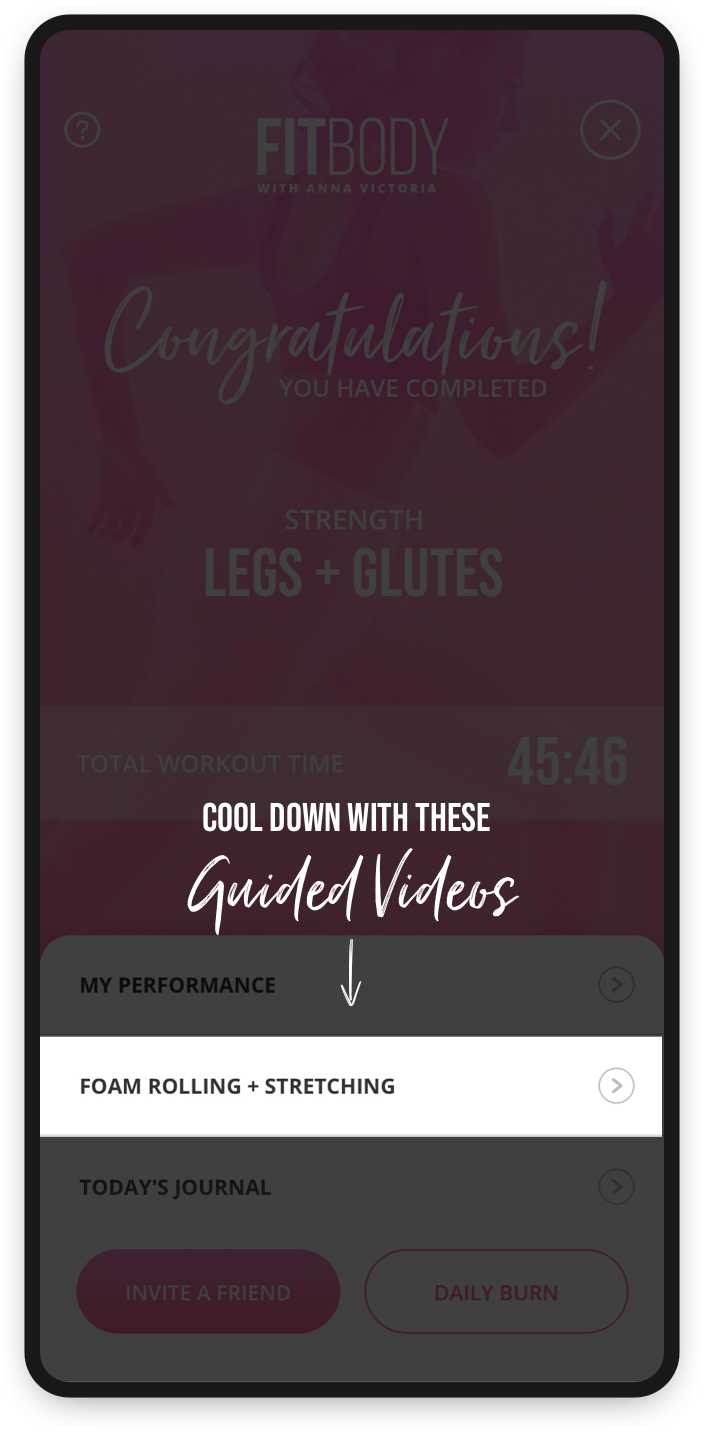 ?
FITBODY
WITH ANNA VICTORIA
Congratulations!
YOU HAVE COMPLETED
STRENGTH
LEGS + GLUTES
TOTAL WORKOUT TIME 45:46
COOL DOWN WITH THESE
Guided Videos
MY PERFORMANCE
FOAM ROLLING + STRETCHING
TODAY'S JOURNAL
INVITE A FRIEND DAILY BURN